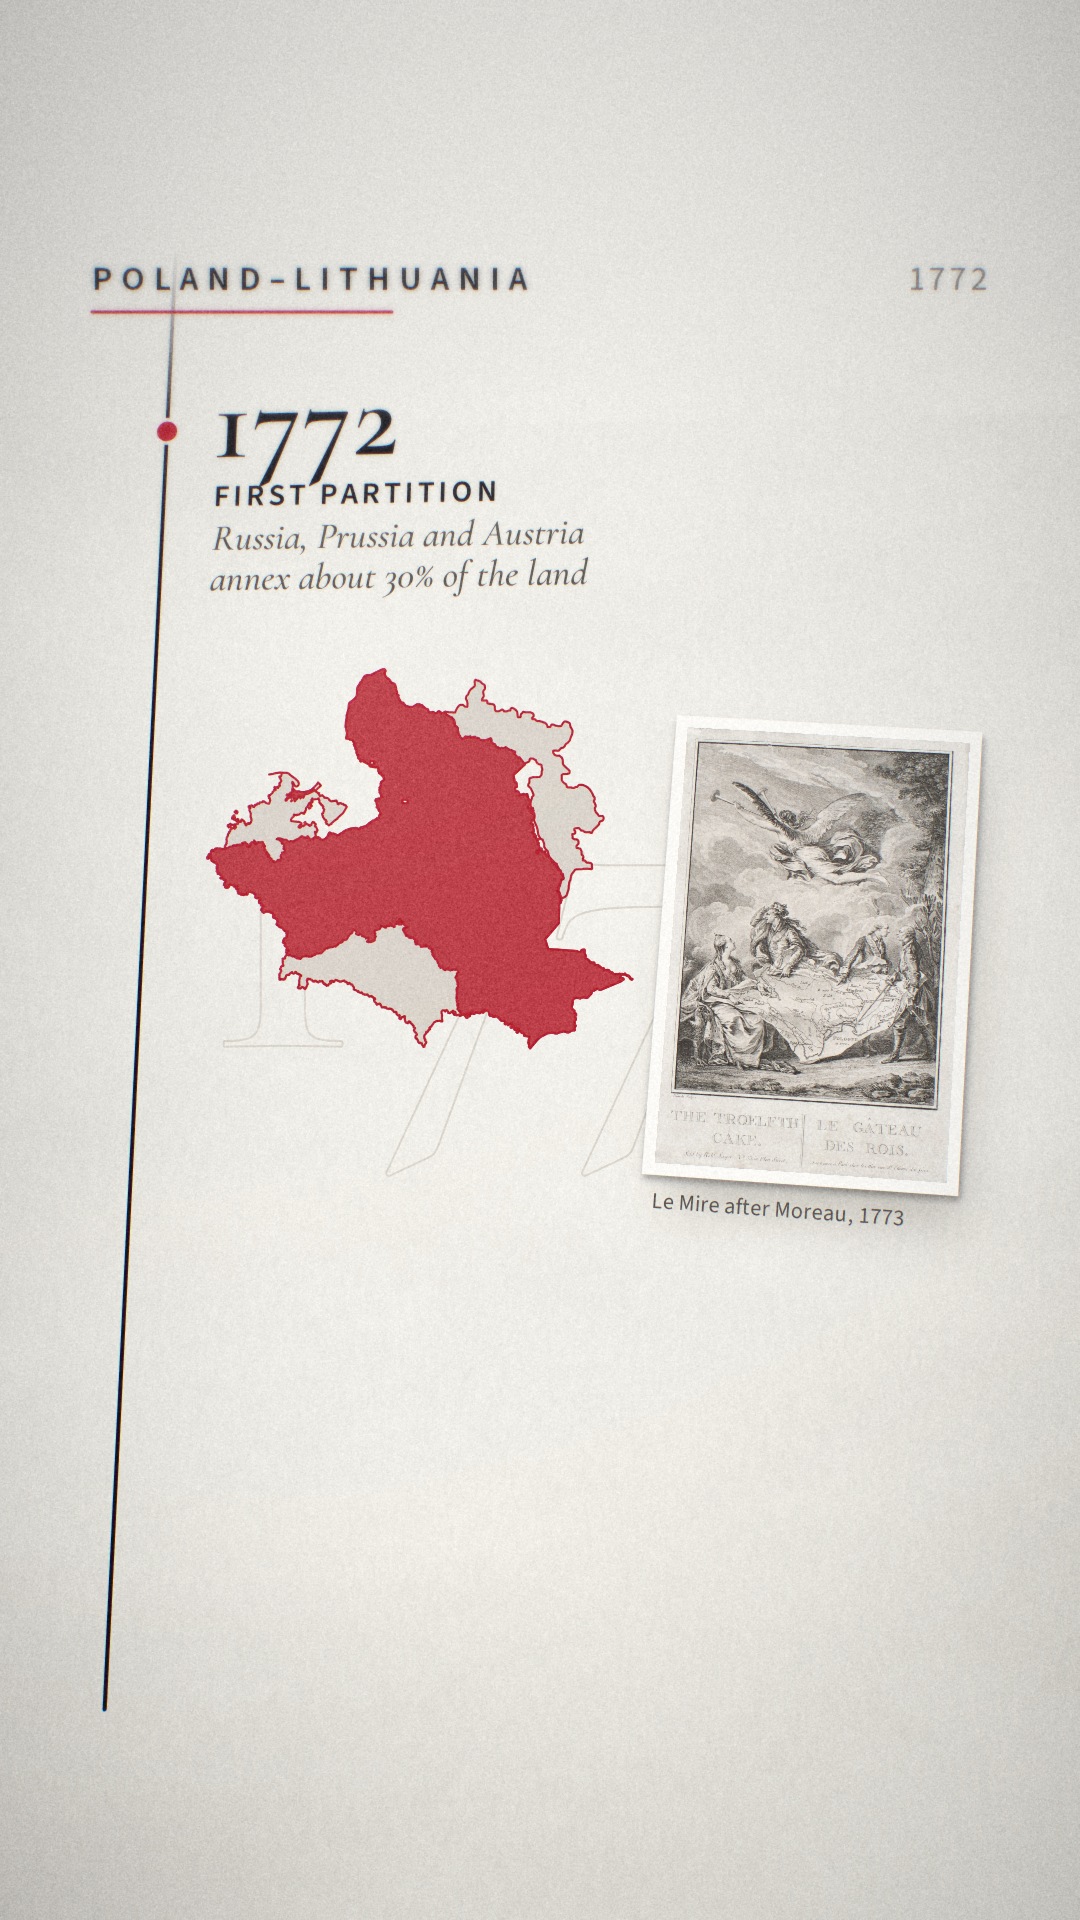 POLAND–LITHUANIA
1772
1772
FIRST PARTITION
Russia, Prussia and Austria
annex about 30% of the land
THE TROELFTH
CAKE.
LE GÂTEAU
DES ROIS.
Le Mire after Moreau, 1773